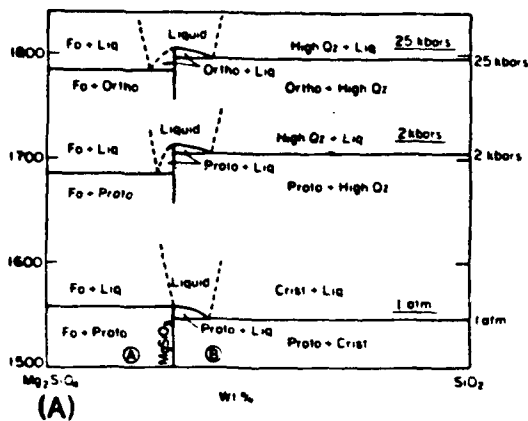 1800
Fo + Liq
Liquid
High Qz + Liq
25 kbars
Ortho + Liq
25 kbars
Fo + Ortho
Ortho + High Qz
1700
Fo + Liq
Liquid
High Qz + Liq
2 kbars
Proto + Liq
2 kbars
Fo + Proto
Proto + High Qz
1600
Fo + Liq
Liquid
Crist + Liq
1 atm
Proto + Liq
1 atm
Fo + Proto
MgSiO3
Proto + Crist
A
B
1500
Mg2SiO4
Wt %
SiO2
(A)